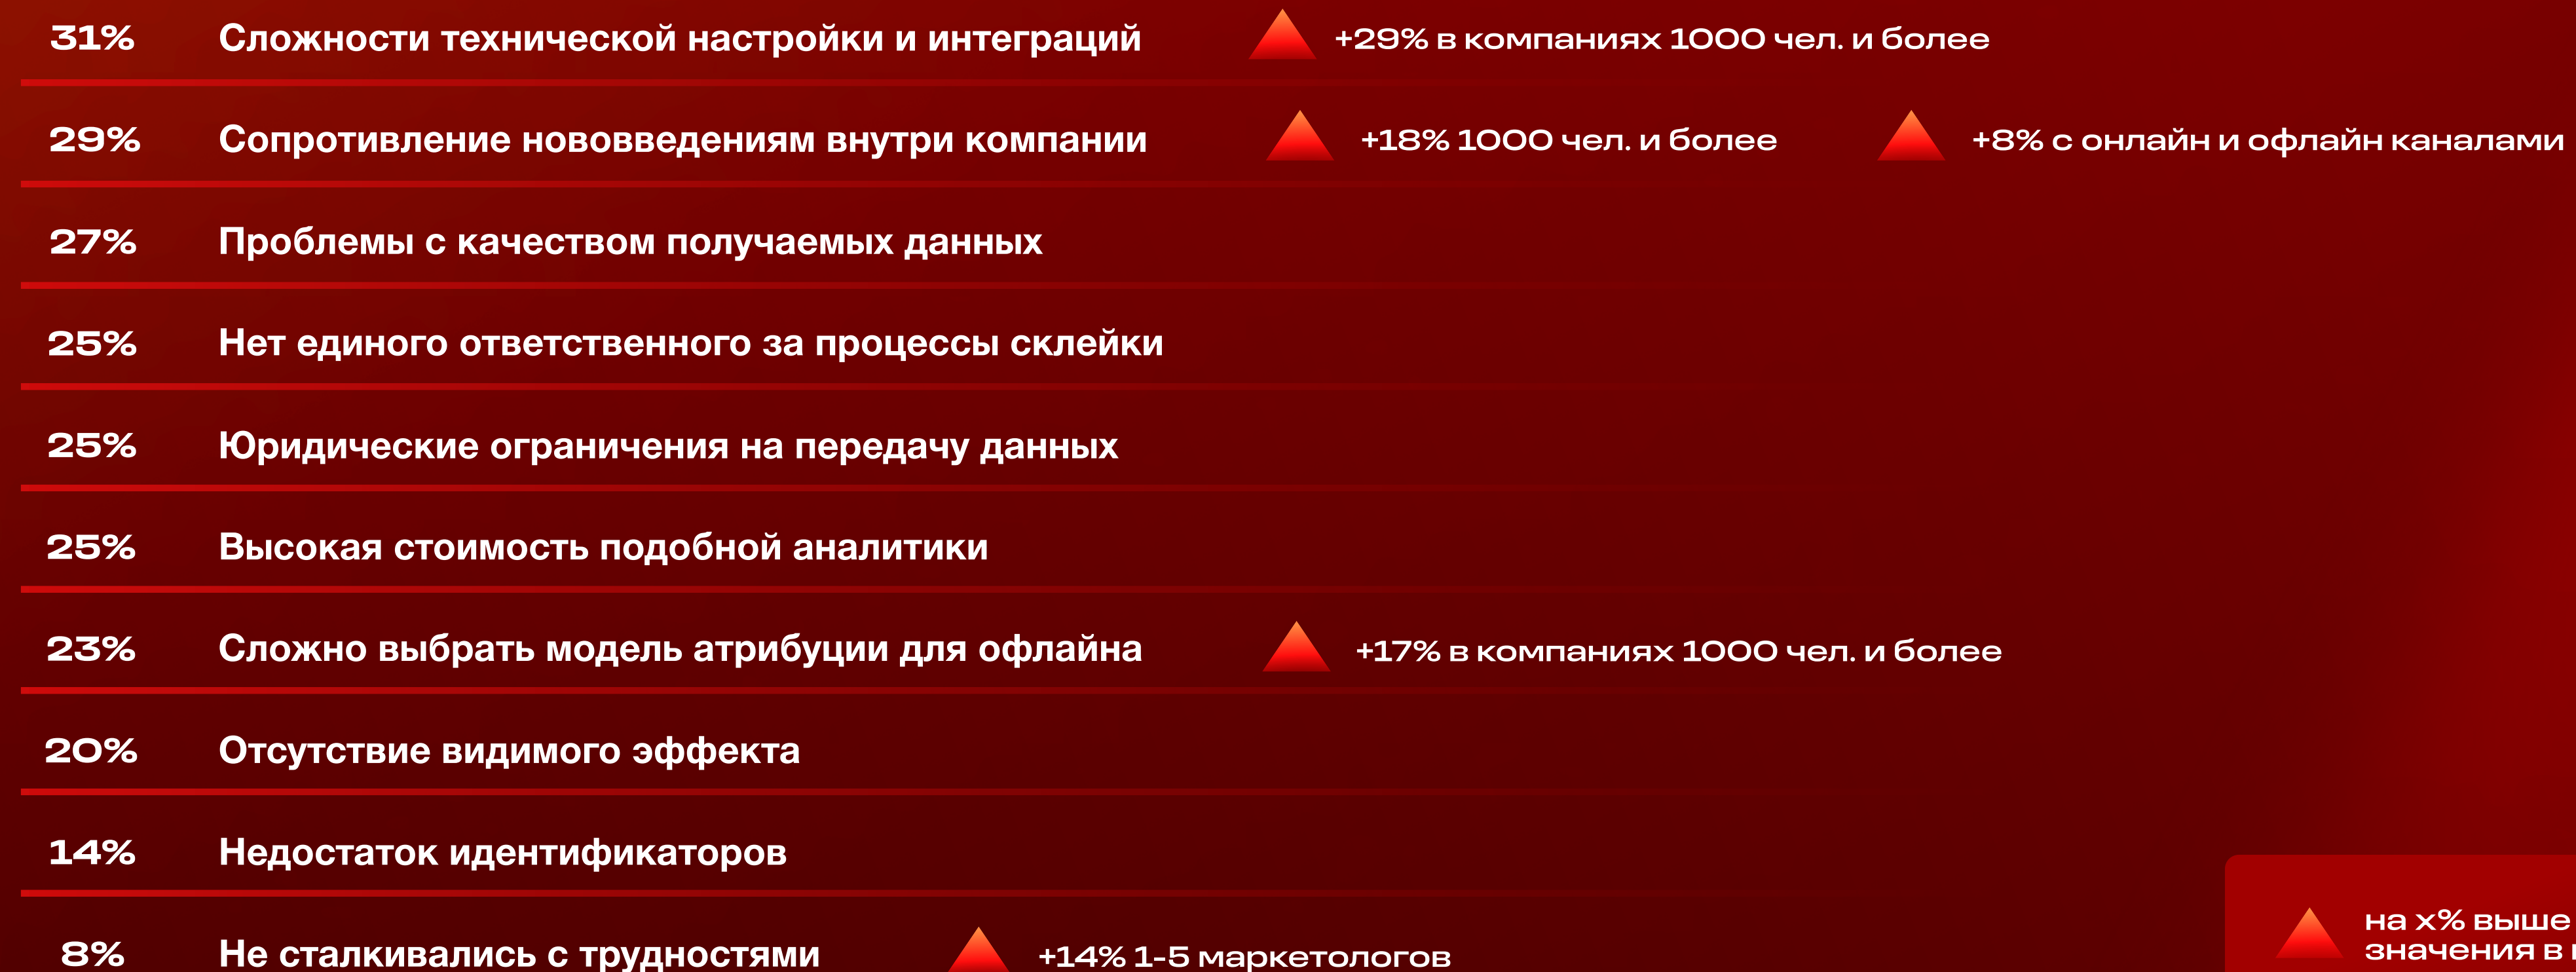 31% Сложности технической настройки и интеграций +29% в компаниях 1000 чел. и более
29% Сопротивление нововведениям внутри компании +18% 1000 чел. и более +8% с онлайн и офлайн каналами
27% Проблемы с качеством получаемых данных
25% Нет единого ответственного за процессы склейки
25% Юридические ограничения на передачу данных
25% Высокая стоимость подобной аналитики
23% Сложно выбрать модель атрибуции для офлайна +17% в компаниях 1000 чел. и более
20% Отсутствие видимого эффекта
14% Недостаток идентификаторов
8% Не сталкивались с трудностями +14% 1-5 маркетологов
на x% выше
значения в